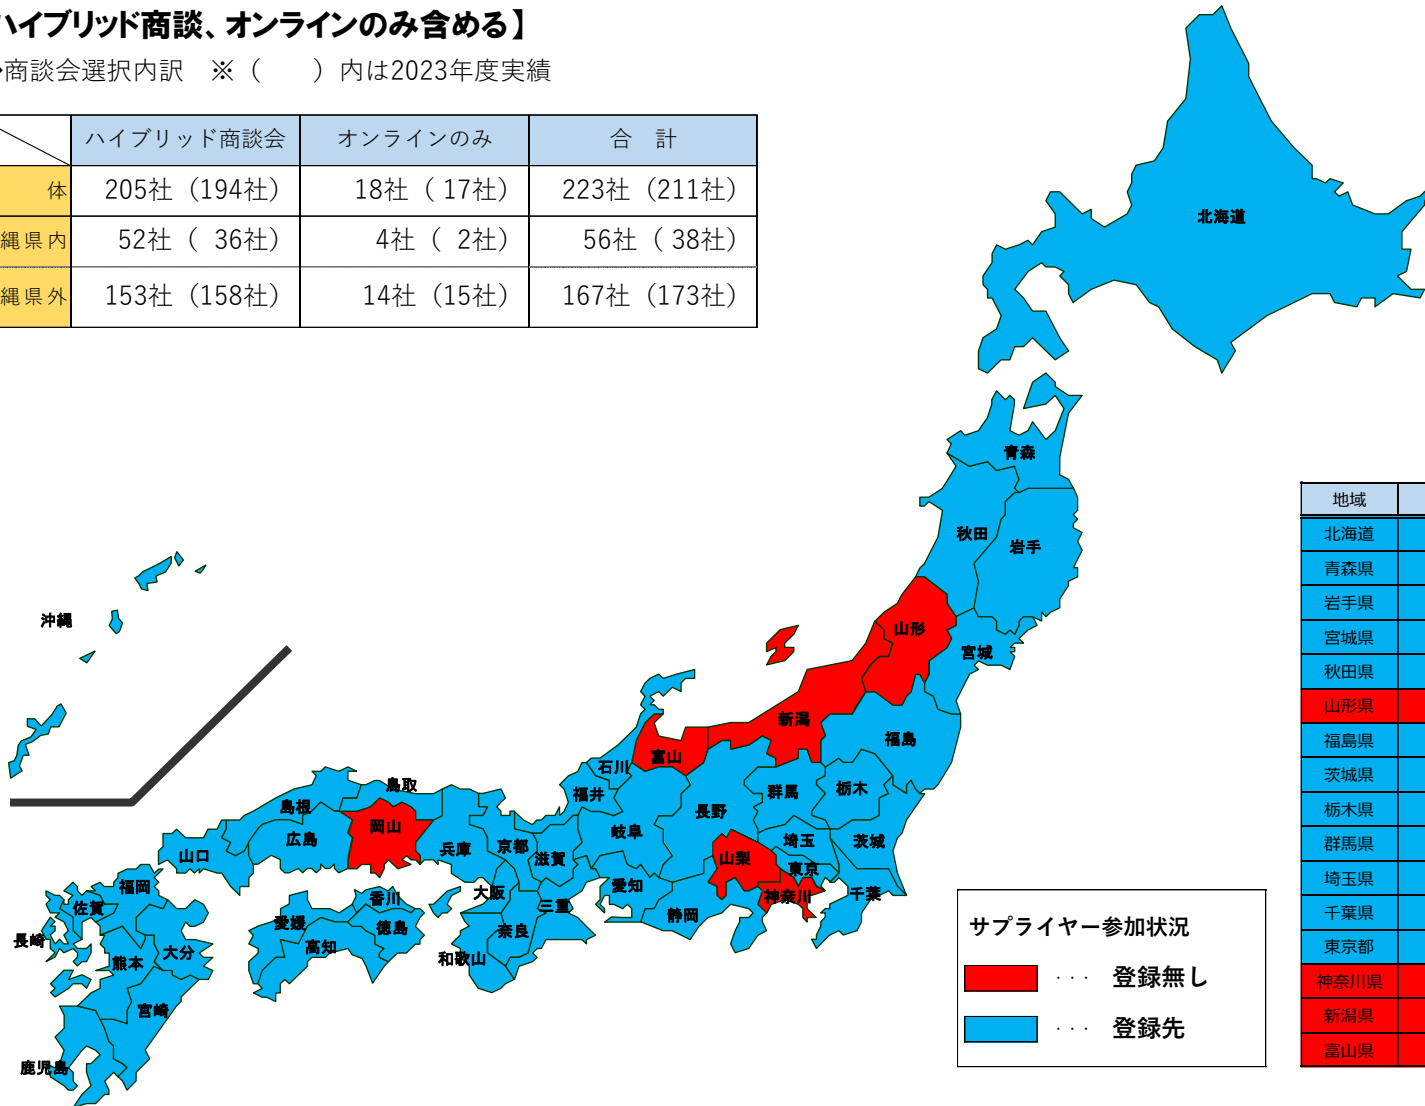 ハイブリッド商談、オンラインのみ含める】
商談会選択内訳　※（　　）内は2023年度実績
ハイブリッド商談会 オンラインのみ 合　計
体 205社（194社） 18社（ 17社） 223社（211社）
縄県内 52社（ 36社） 4社（ 2社） 56社（ 38社）
縄県外 153社（158社） 14社（15社） 167社（173社）
北海道
青森
秋田
岩手
山形
宮城
沖縄
新潟
福島
富山
石川
鳥取
福井
群馬
栃木
島根
長野
岡山
岐阜
広島
埼玉
茨城
京都
兵庫
山口
滋賀
山梨
東京
福岡
愛知
大阪
千葉
香川
神奈川
佐賀
三重
静岡
愛媛
徳島
奈良
長崎
高知
大分
和歌山
熊本
宮崎
鹿児島
サプライヤー参加状況
・・・ 登録無し
・・・ 登録先
地域
北海道
青森県
岩手県
宮城県
秋田県
山形県
福島県
茨城県
栃木県
群馬県
埼玉県
千葉県
東京都
神奈川県
新潟県
富山県